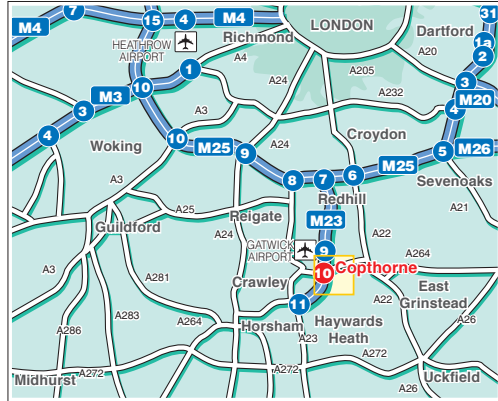 7
15
4
M4
M4
LONDON
31
Dartford
HEATHROW
AIRPORT
Richmond
A4
A20
1a
2
1
A24
A205
3
10
M3
A232
M20
3
A3
4
4
10
Croydon
Woking
M25
9
A24
5
M26
M25
8
7
6
A3
Sevenoaks
Redhill
A25
Reigate
A21
Guildford
A24
M23
A22
GATWICK
AIRPORT
9
A264
A3
A281
10
Copthorne
Crawley
East
Grinstead
A22
11
A283
A264
A286
Horsham
Haywards
Heath
A26
A23
A272
A272
A272
Midhurst
Uckfield
A26